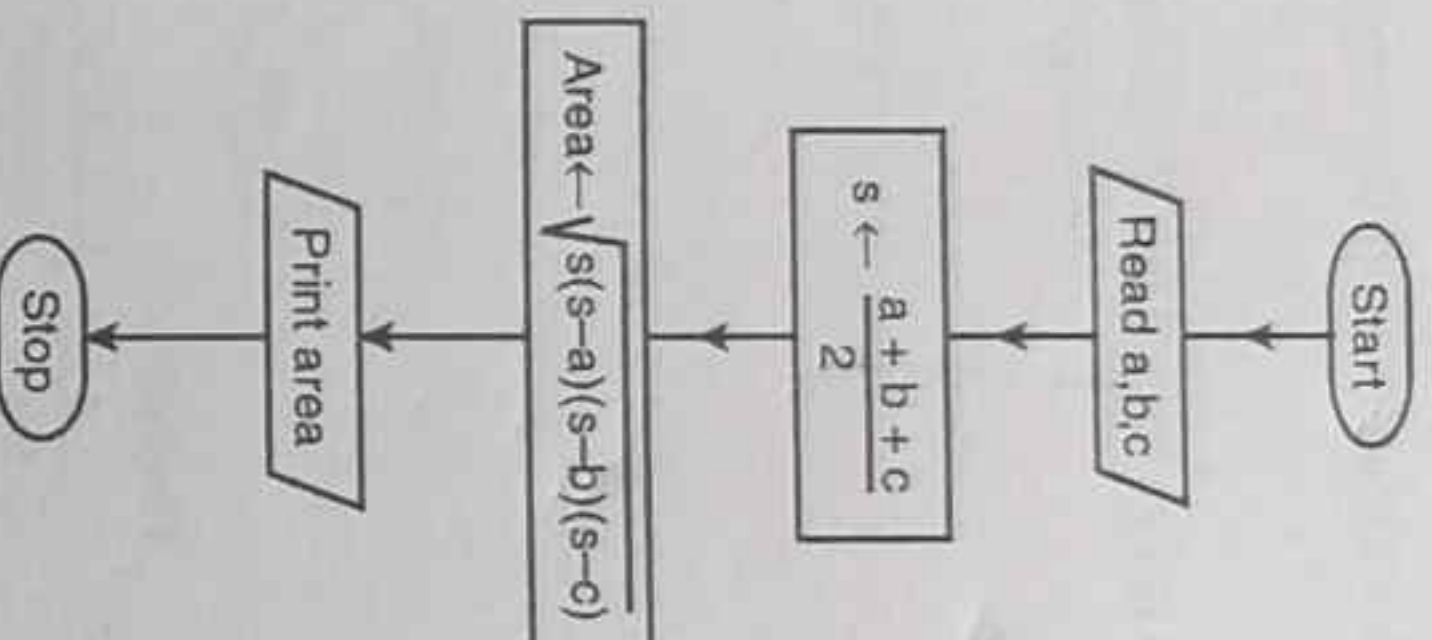 Start
Read a,b,c
s ← a + b + c
2
Area←√s(s–a)(s–b)(s–c)
Print area
Stop